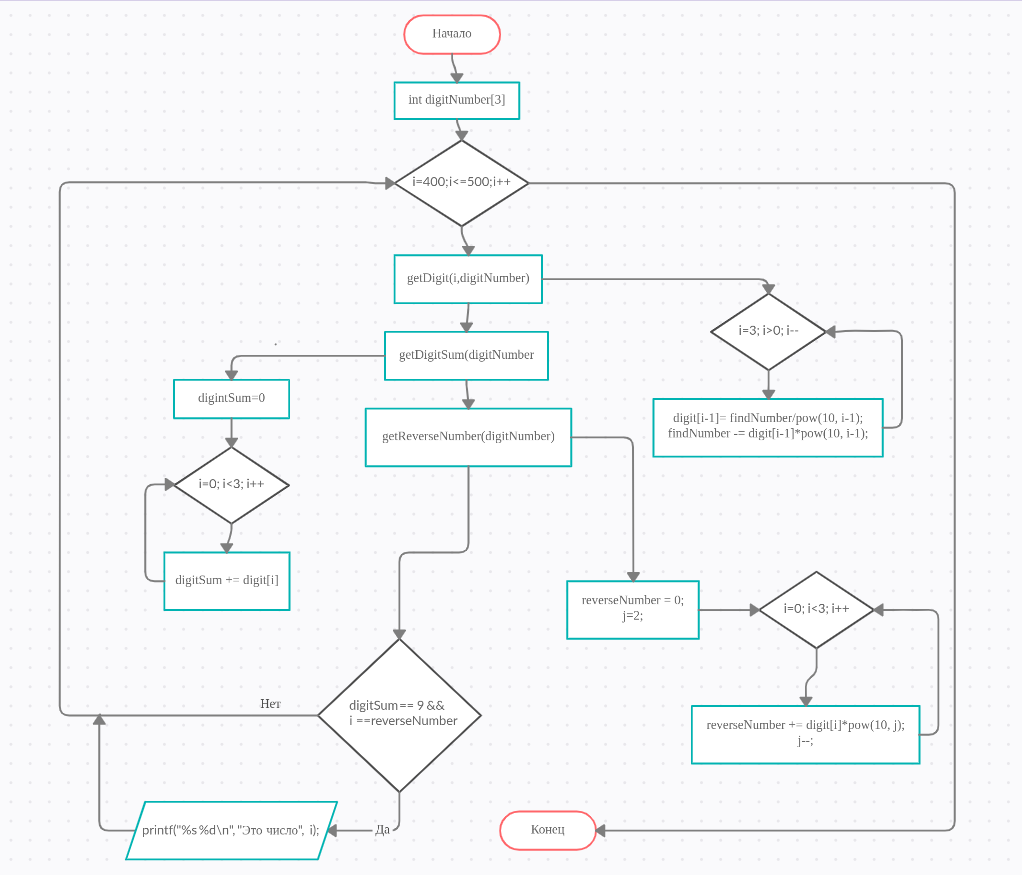 Начало
int digitNumber[3]
i=400;i<=500;i++
getDigit(i,digitNumber)
i=3; i>0; i--
getDigitSum(digitNumber
digintSum=0
digit[i-1]= findNumber/pow(10, i-1);
findNumber -= digit[i-1]*pow(10, i-1);
getReverseNumber(digitNumber)
i=0; i<3; i++
digitSum += digit[i]
reverseNumber = 0;
j=2;
i=0; i<3; i++
Нет
digitSum== 9 &&
i ==reverseNumber
reverseNumber += digit[i]*pow(10, j);
j--;
printf("%s %d\n", "Это число", i);
Да
Конец